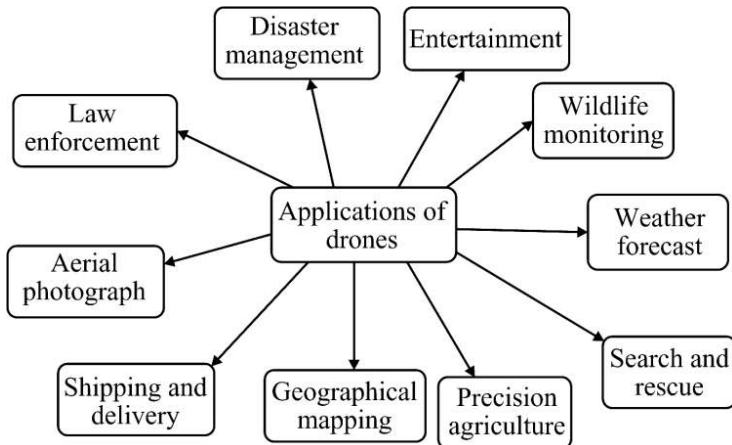 Disaster
management
Entertainment
Law
enforcement
Wildlife
monitoring
Applications of
drones
Weather
forecast
Aerial
photograph
Search and
rescue
Shipping and
delivery
Geographical
mapping
Precision
agriculture